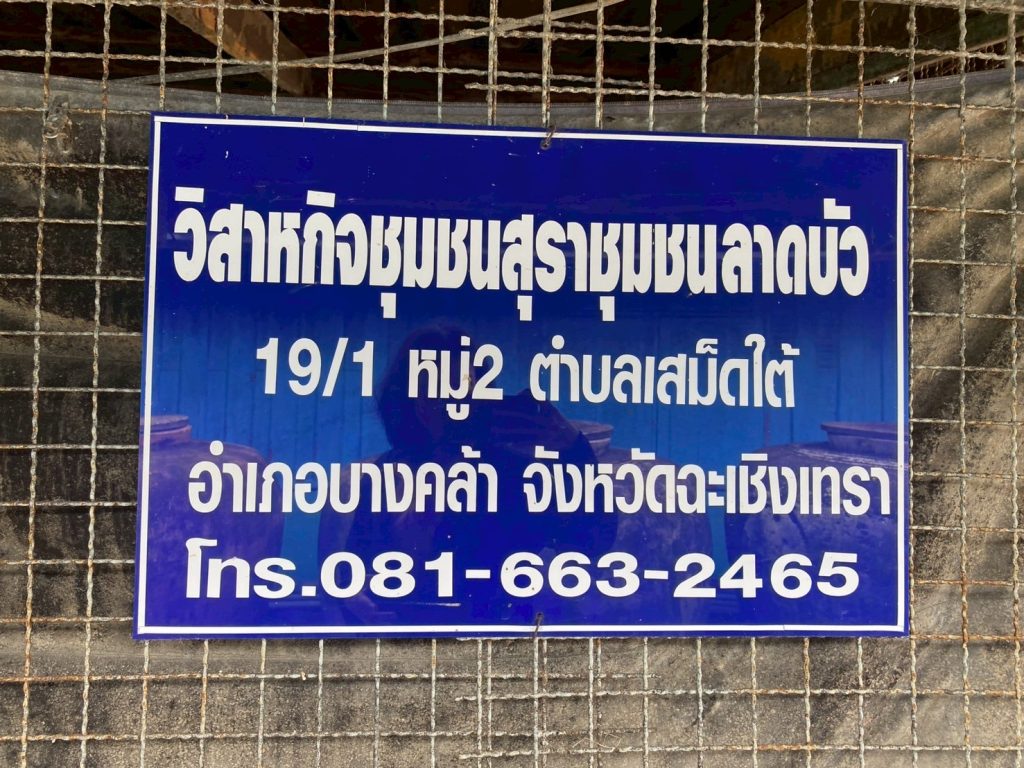 วิสาหกิจชุมชนสุราชุมชนลาดบัว
19/1 หมู่2 ตำบลเสม็ดใต้
อำเภอบางคล้า จังหวัดฉะเชิงเทรา
โทร.081-663-2465